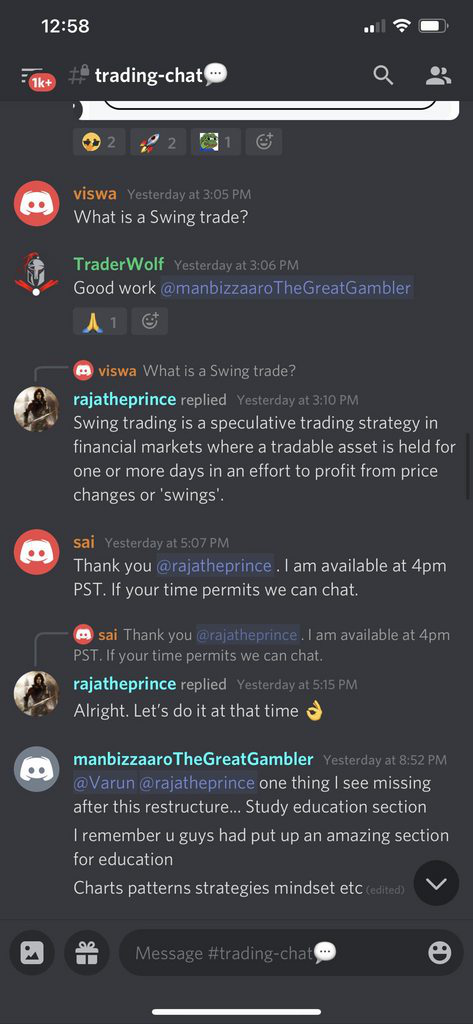 12:58
1k+
# trading-chat💬
2
2
1
viswa Yesterday at 3:05 PM
What is a Swing trade?
TraderWolf Yesterday at 3:06 PM
Good work @manbizzaaroTheGreatGambler
🙏 1
viswa What is a Swing trade?
rajatheprince replied Yesterday at 3:10 PM
Swing trading is a speculative trading strategy in
financial markets where a tradable asset is held for
one or more days in an effort to profit from price
changes or 'swings'.
sai Yesterday at 5:07 PM
Thank you @rajatheprince . I am available at 4pm
PST. If your time permits we can chat.
sai Thank you @rajatheprince . I am available at 4pm
PST. If your time permits we can chat.
rajatheprince replied Yesterday at 5:15 PM
Alright. Let's do it at that time 👌
manbizzaaroTheGreatGambler Yesterday at 8:52 PM
@Varun @rajatheprince one thing I see missing
after this restructure... Study education section
I remember u guys had put up an amazing section
for education
Charts patterns strategies mindset etc (edited)
Message #trading-chat💬